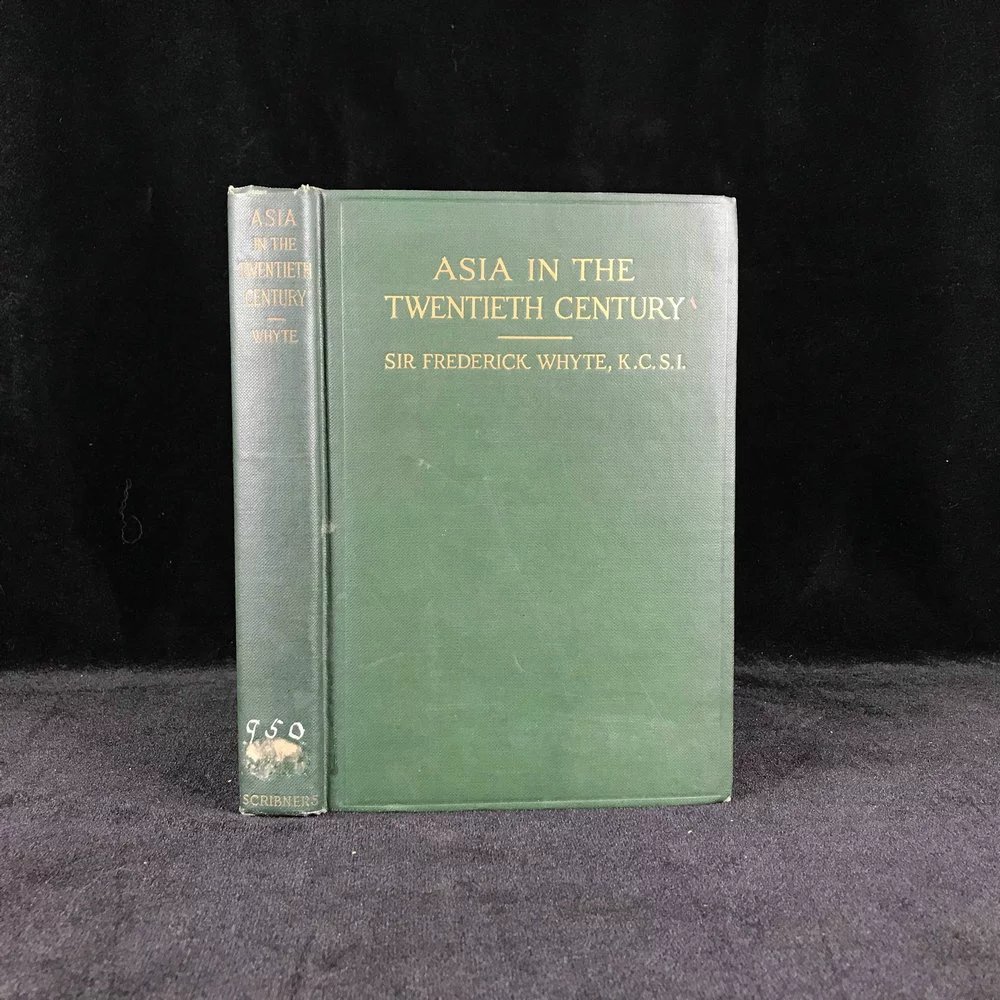 ASIA
IN THE
TWENTIETH
CENTURY
WHYTE
950
SCRIBNERS
ASIA IN THE
TWENTIETH CENTURY
SIR FREDERICK WHYTE, K.C.S.I.